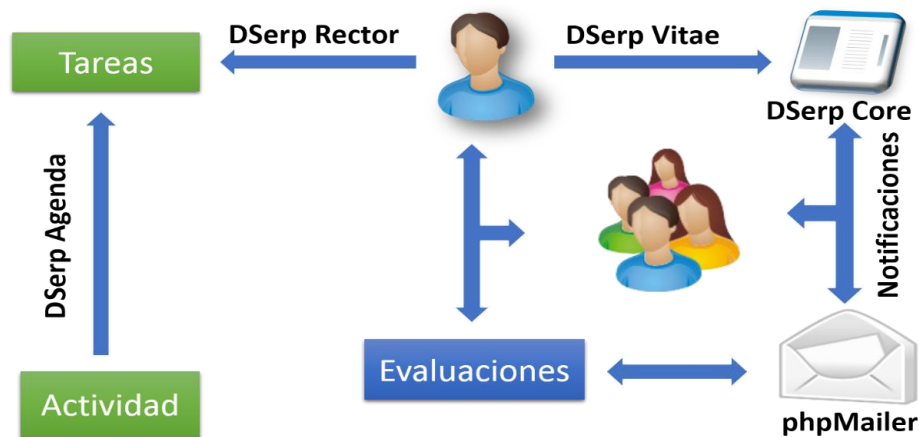 DSerp Rector
DSerp Vitae
Tareas
DSerp Core
DSerp Agenda
Notificaciones
Evaluaciones
Actividad
phpMailer